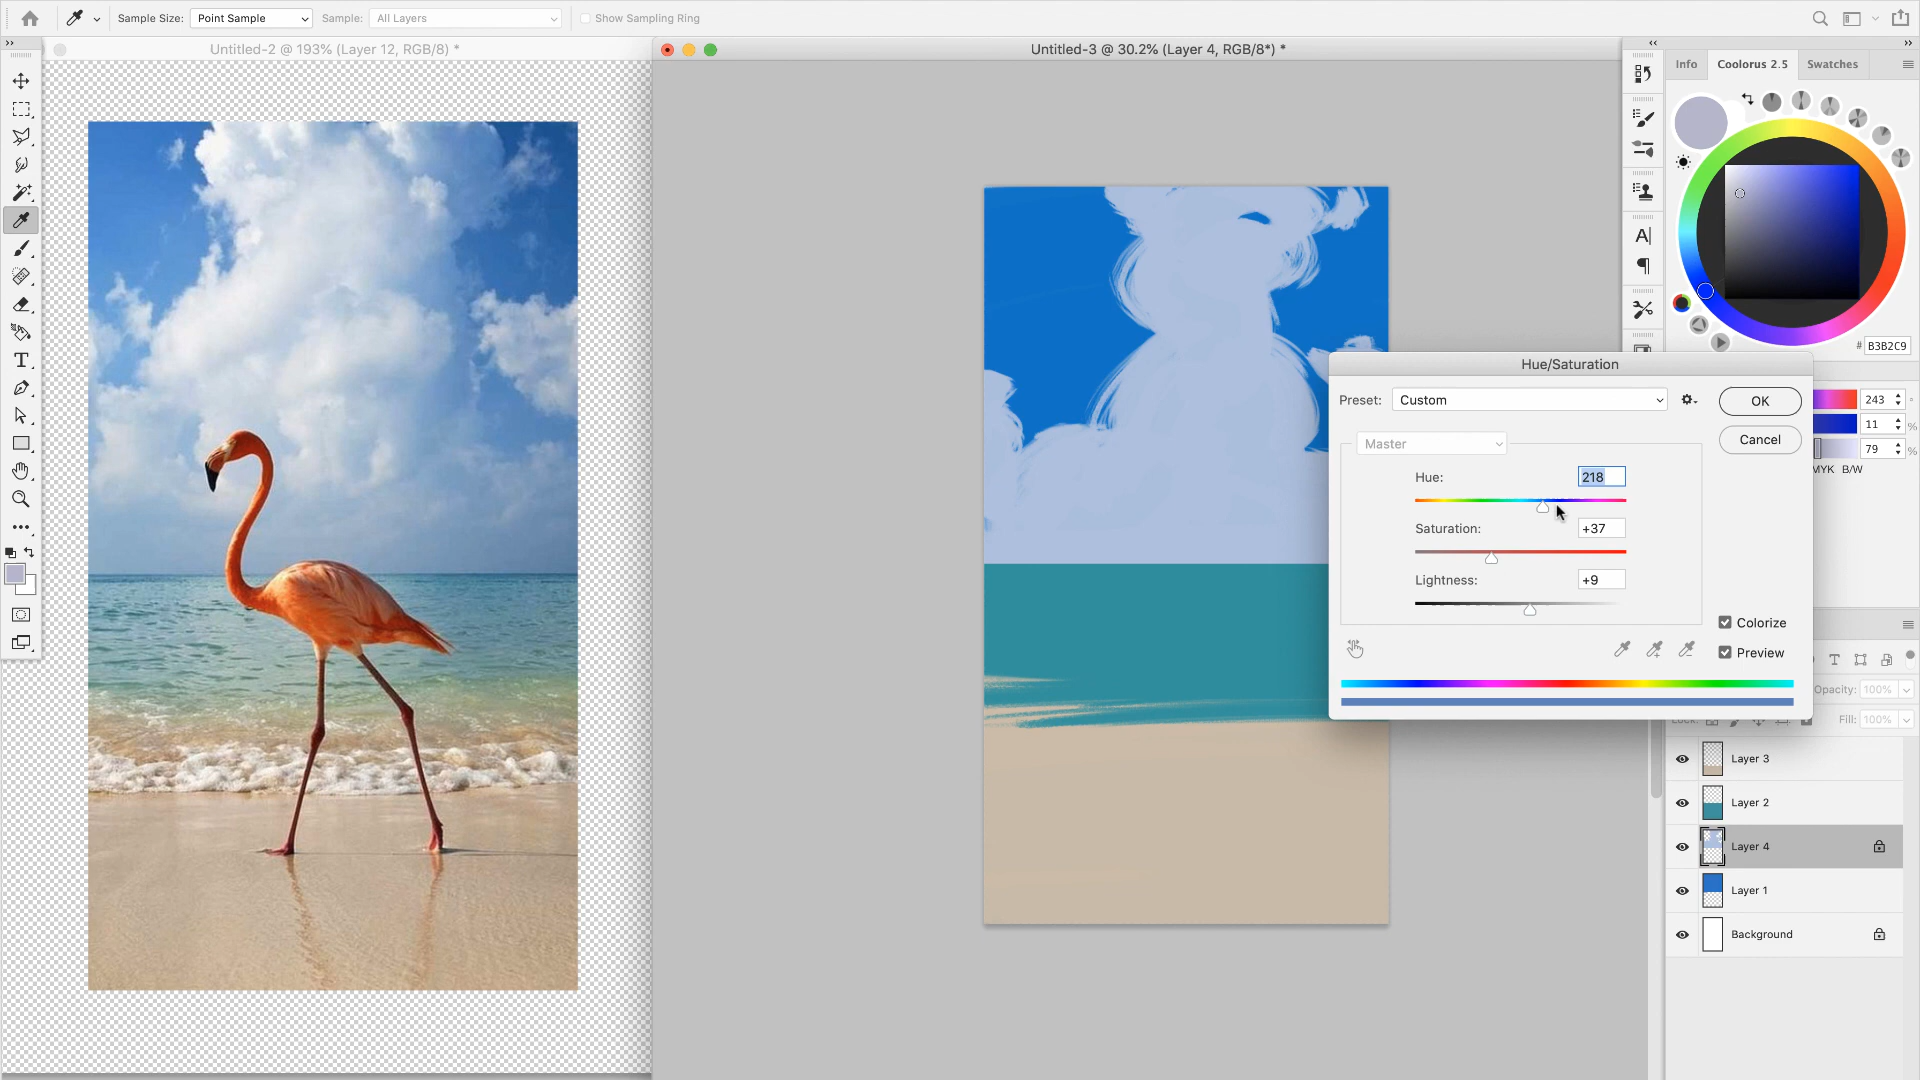 Sample Size: Point Sample Sample: All Layers Show Sampling Ring
Untitled-2 @ 193% (Layer 12, RGB/8) *
Untitled-3 @ 30.2% (Layer 4, RGB/8*) *
Info Coolorus 2.5 Swatches
# B3B2C9
243 °
11 %
79 %
MYK B/W
Hue/Saturation
Preset: Custom
OK
Cancel
Master
Hue: 218
Saturation: +37
Lightness: +9
Colorize
Preview
Opacity: 100%
Lock: Fill: 100%
Layer 3
Layer 2
Layer 4
Layer 1
Background